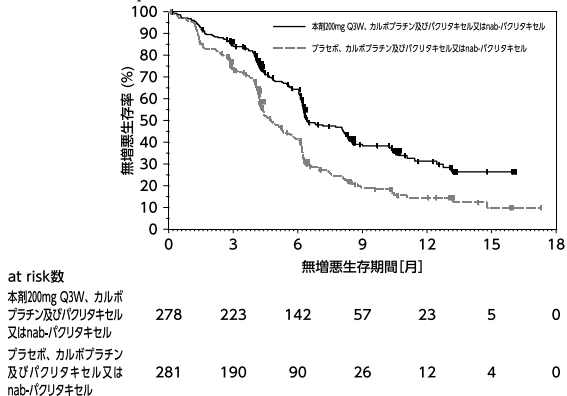 100
90
80
70
60
50
40
30
20
10
0
無増悪生存率 (%)
本剤200mg Q3W、カルボプラチン及びパクリタキセル又はnab-パクリタキセル
プラセボ、カルボプラチン及びパクリタキセル又はnab-パクリタキセル
0 3 6 9 12 15 18
無増悪生存期間[月]
at risk数
本剤200mg Q3W、カルボ
プラチン及びパクリタキセル 278 223 142 57 23 5 0
又はnab-パクリタキセル
プラセボ、カルボプラチン
及びパクリタキセル又は 281 190 90 26 12 4 0
nab-パクリタキセル